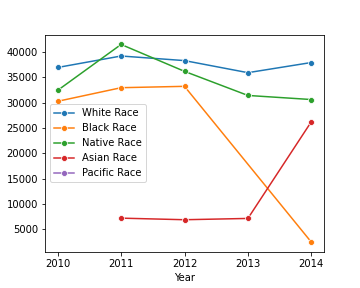 40000
35000
30000
25000
20000
15000
10000
5000
White Race
Black Race
Native Race
Asian Race
Pacific Race
2010 2011 2012 2013 2014
Year